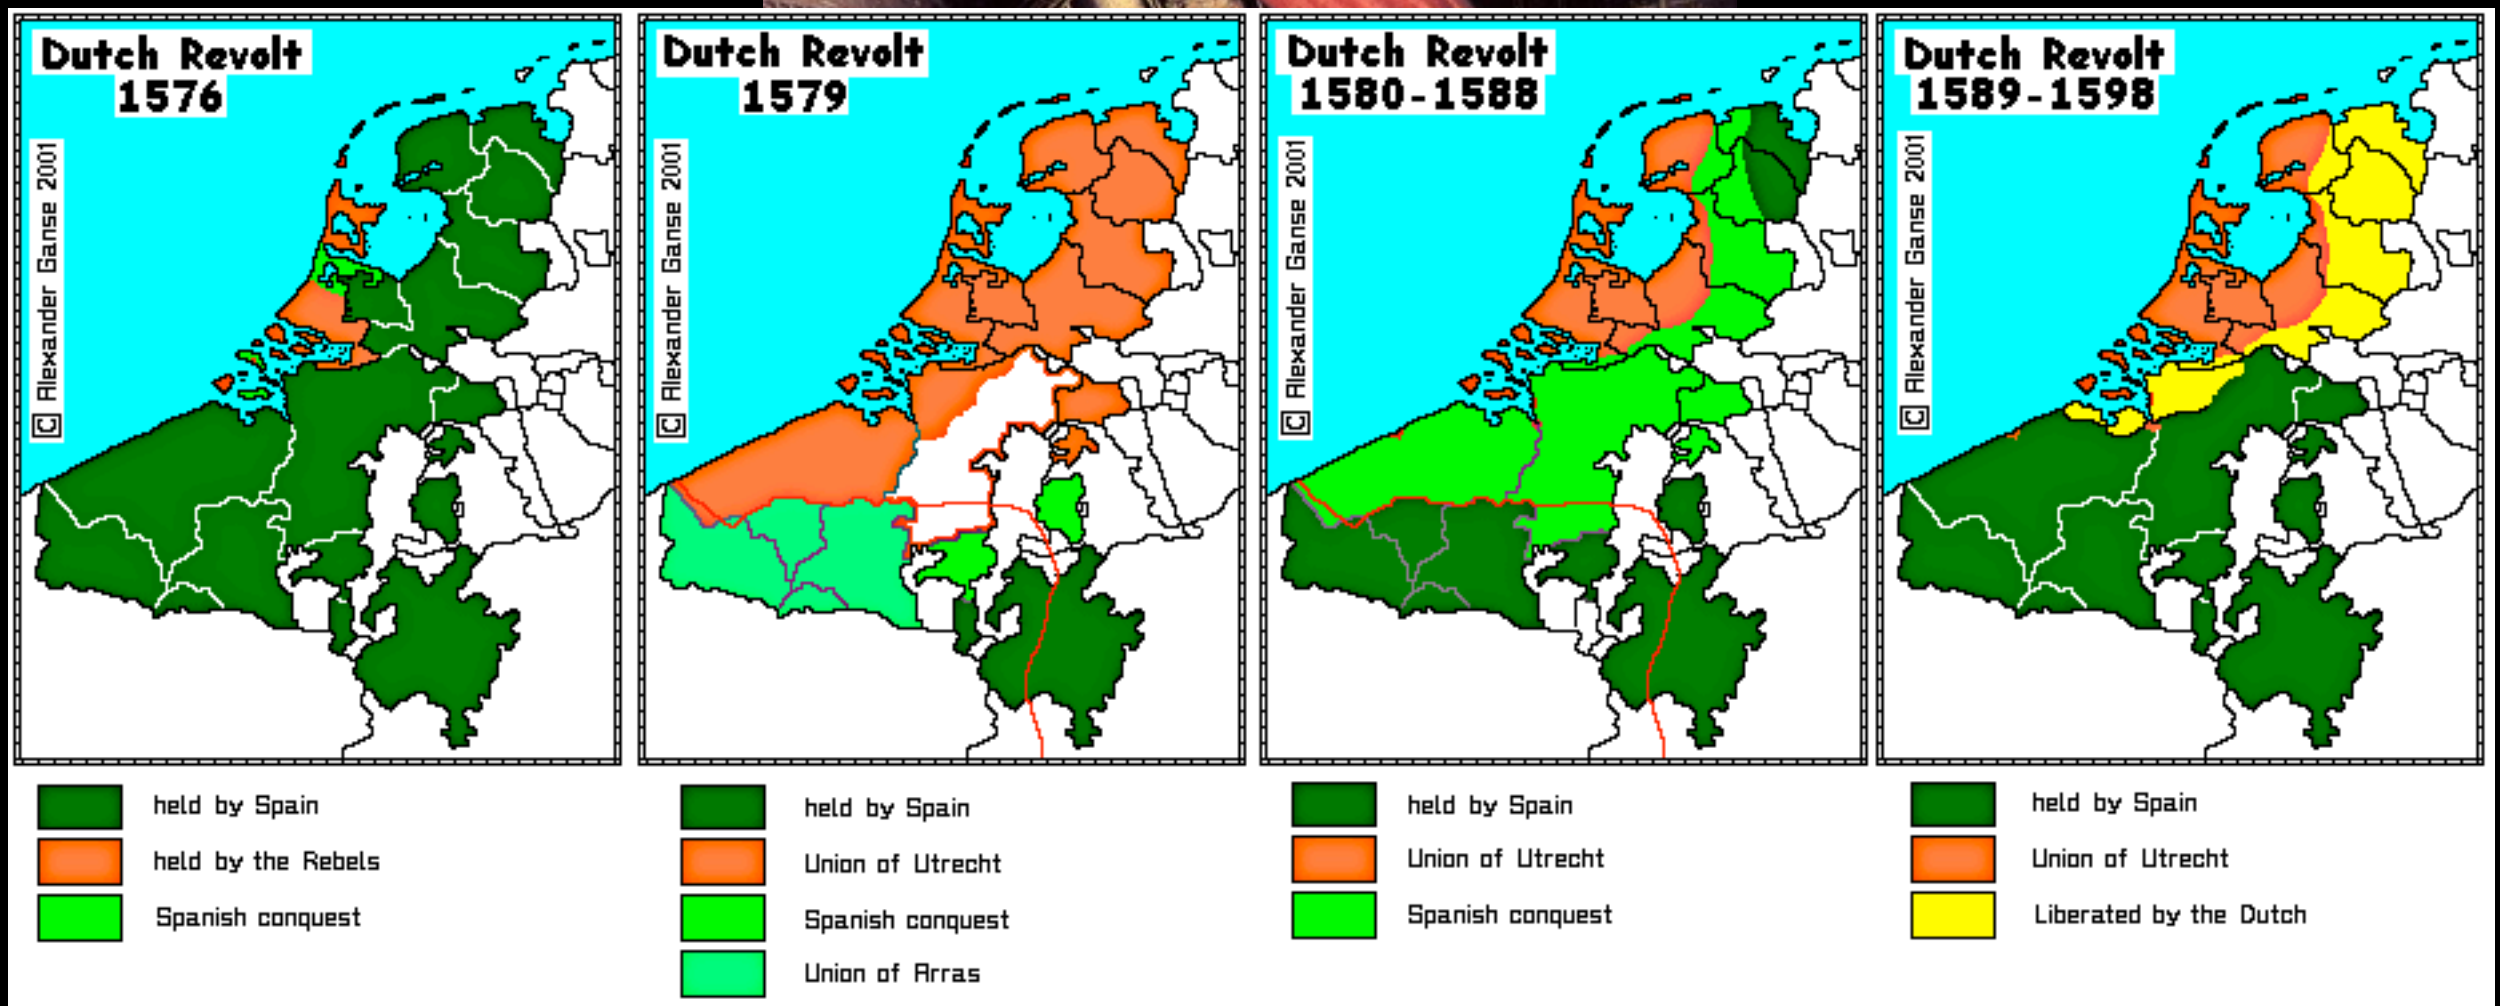 Dutch Revolt
1576
C Alexander Ganse 2001
held by Spain
held by the Rebels
Spanish conquest
Dutch Revolt
1579
C Alexander Ganse 2001
held by Spain
Union of Utrecht
Spanish conquest
Union of Arras
Dutch Revolt
1580-1588
C Alexander Ganse 2001
held by Spain
Union of Utrecht
Spanish conquest
Dutch Revolt
1589-1598
C Alexander Ganse 2001
held by Spain
Union of Utrecht
Liberated by the Dutch